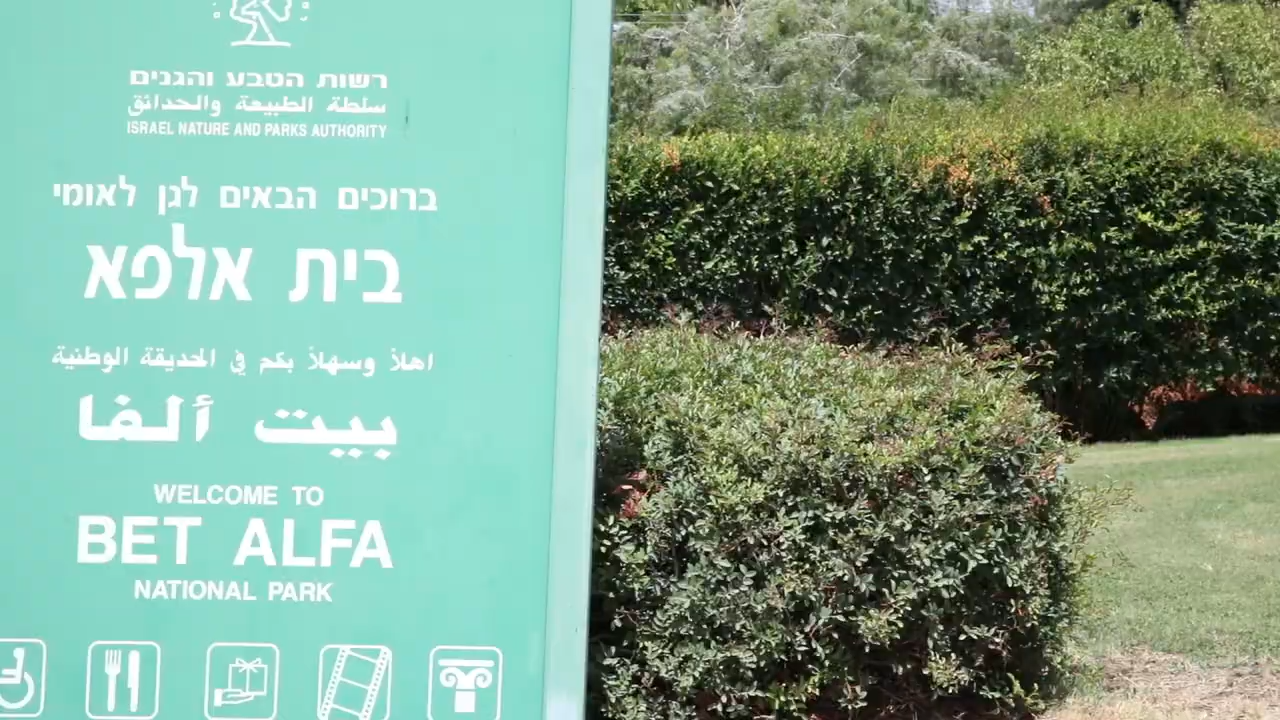 רשות הטבע והגנים
سلطة الطبيعة والحدائق
ISRAEL NATURE AND PARKS AUTHORITY
ברוכים הבאים לגן לאומי
בית אלפא
اهلاً وسهلاً بكم في الحديقة الوطنية
بيت ألفا
WELCOME TO
BET ALFA
NATIONAL PARK